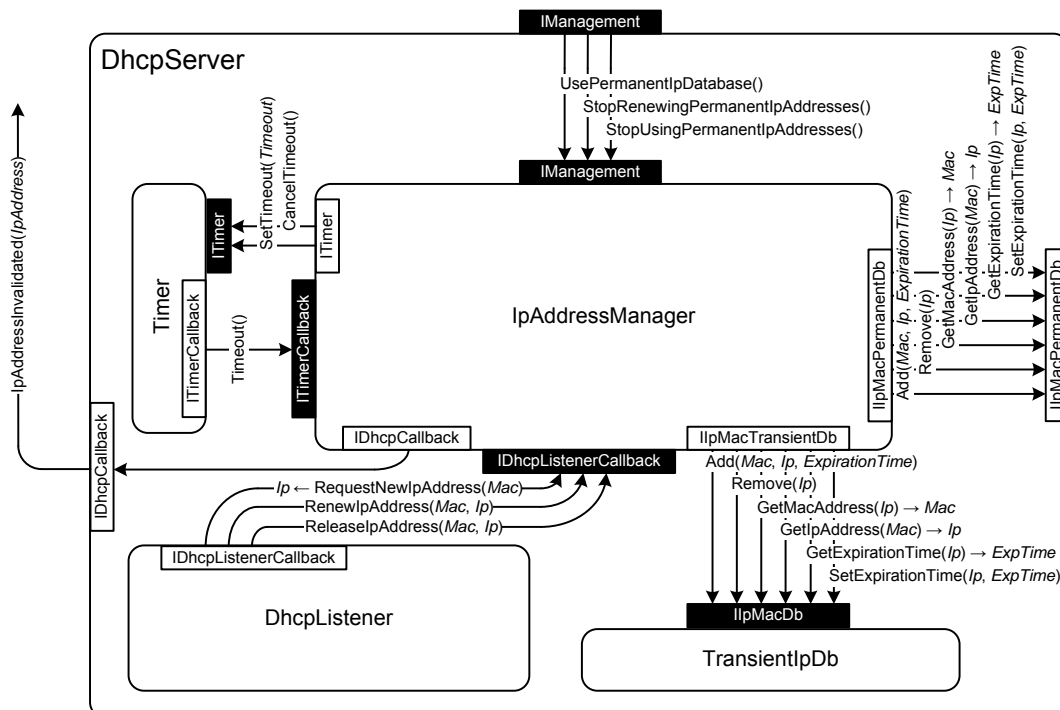 IManagement
DhcpServer
UsePermanentIpDatabase()
StopRenewingPermanentIpAddresses()
StopUsingPermanentIpAddresses()
IManagement
IpAddressInvalidated(IpAddress)
Timer
ITimer
SetTimeout(Timeout)
CancelTimeout()
ITimer
ITimerCallback
Timeout()
ITimerCallback
IpAddressManager
IIpMacPermanentDb
Add(Mac, Ip, ExpirationTime)
Remove(Ip)
GetMacAddress(Ip) → Mac
GetIpAddress(Mac) → Ip
GetExpirationTime(Ip) → ExpTime
SetExpirationTime(Ip, ExpTime)
IIpMacPermanentDb
IDhcpCallback
IDhcpCallback
IDhcpListenerCallback
IIpMacTransientDb
Ip ← RequestNewIpAddress(Mac)
RenewIpAddress(Mac, Ip)
ReleaseIpAddress(Mac, Ip)
IDhcpListenerCallback
DhcpListener
Add(Mac, Ip, ExpirationTime)
Remove(Ip)
GetMacAddress(Ip) → Mac
GetIpAddress(Mac) → Ip
GetExpirationTime(Ip) → ExpTime
SetExpirationTime(Ip, ExpTime)
IIpMacDb
TransientIpDb